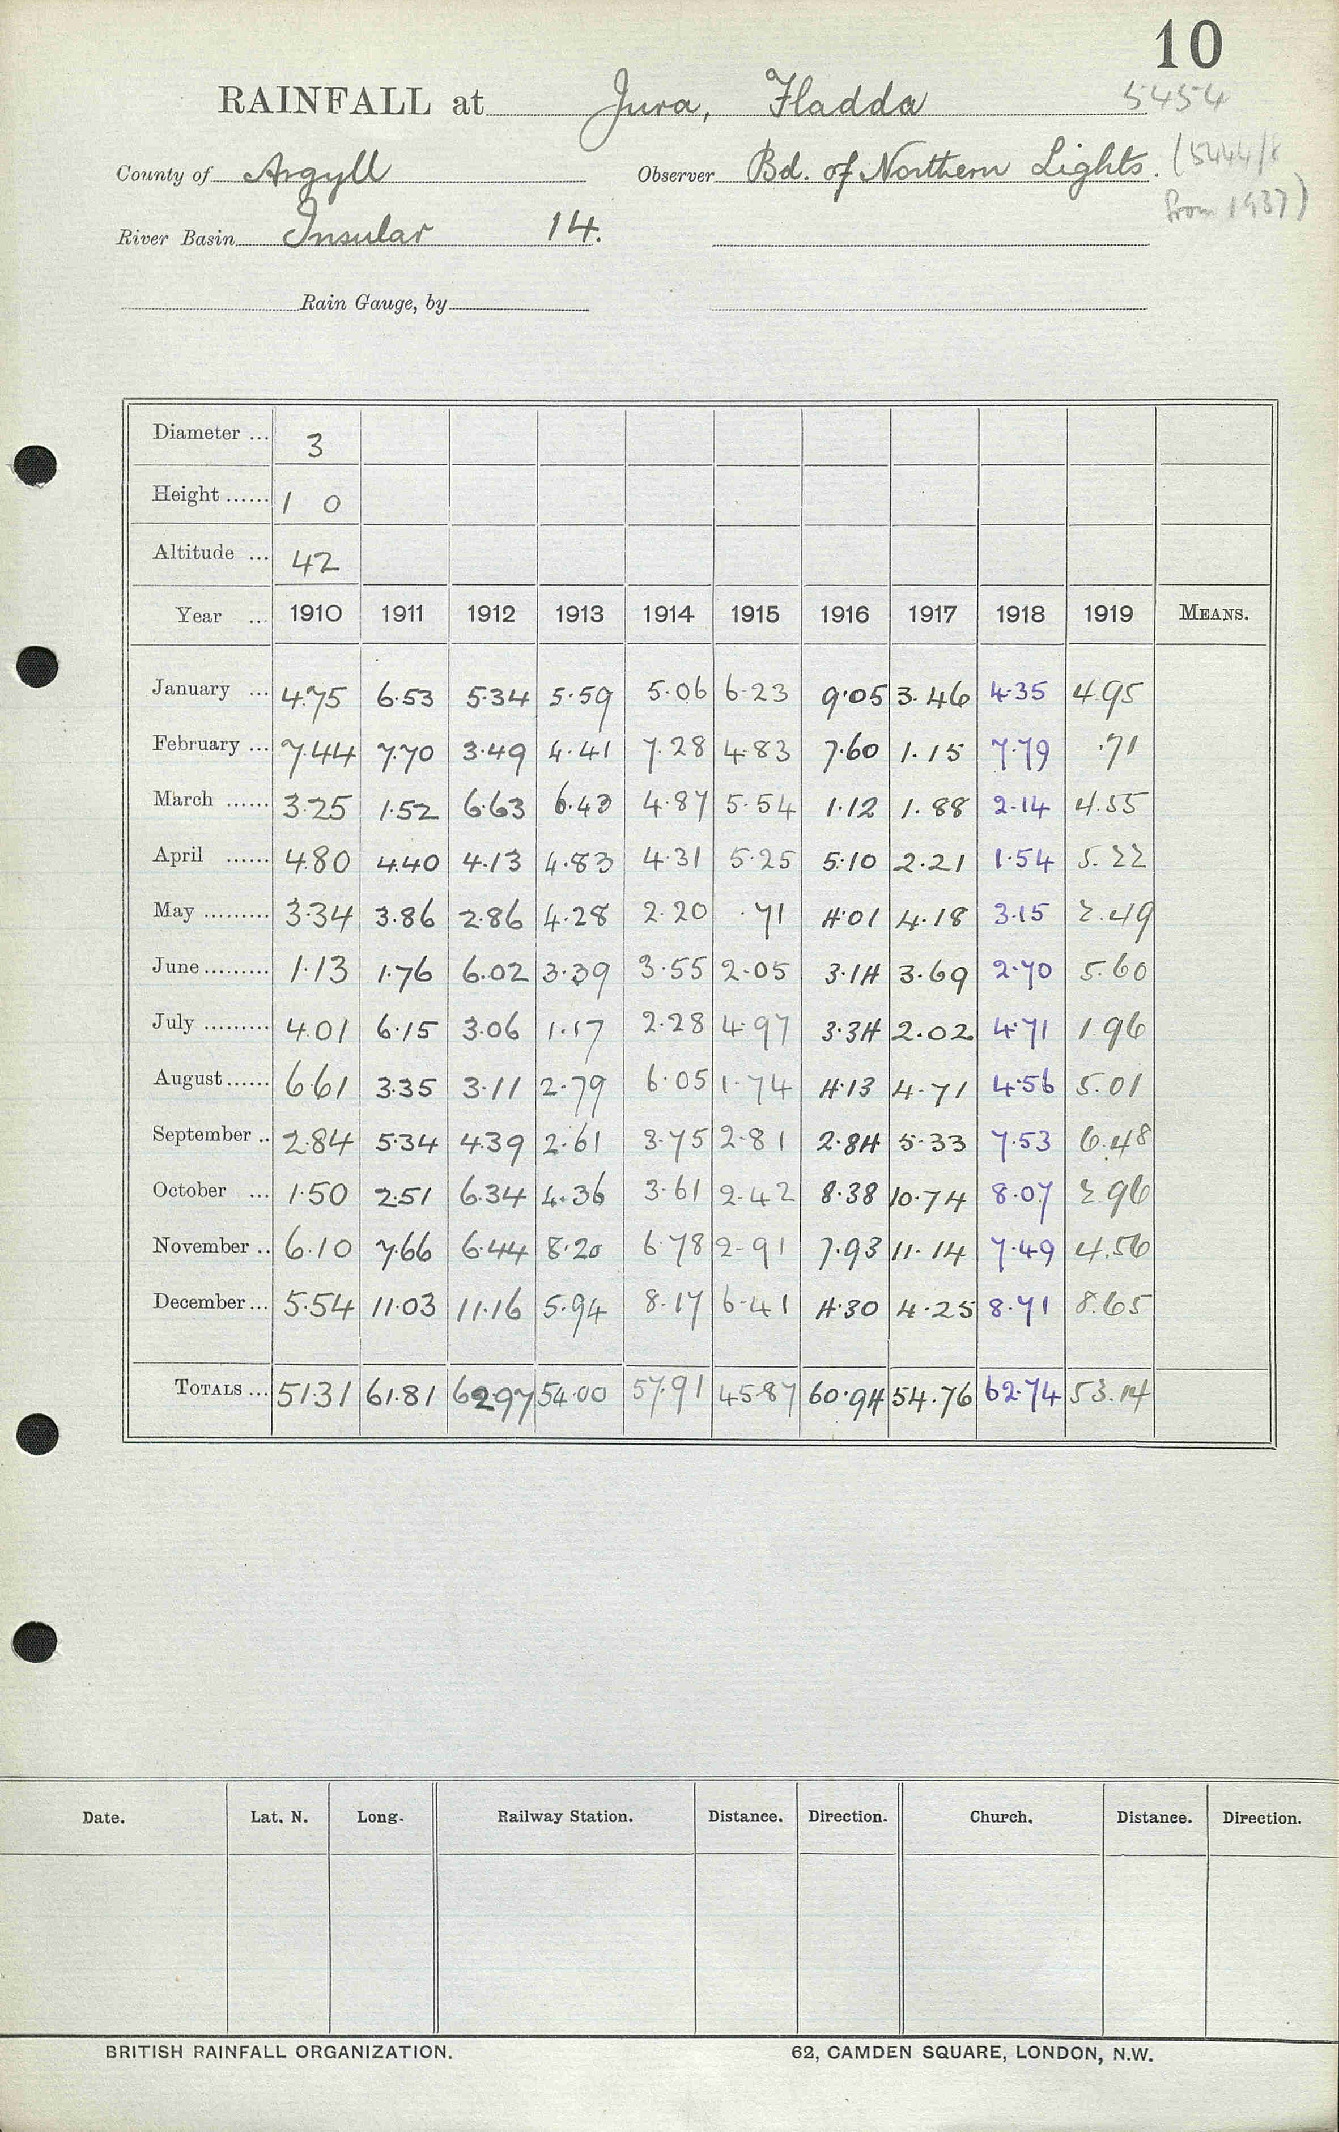 10
RAINFALL at Jura, Fladda 5454
County of Argyll Observer Bd. of Northern Lights. (5444/8
River Basin Insular 14. from 1937)
Rain Gauge, by
Diameter ... 3
Height ...... 1 0
Altitude ... 42
Year ... 1910 1911 1912 1913 1914 1915 1916 1917 1918 1919 MEANS.
January ... 4.75 6.53 5.34 5.59 5.06 6.23 9.05 3.46 4.35 4.95
February ... 7.44 7.70 3.49 4.41 7.28 4.83 7.60 1.15 7.79 .71
March ...... 3.25 1.52 6.63 6.43 4.87 5.54 1.12 1.88 2.14 4.55
April ...... 4.80 4.40 4.13 4.83 4.31 5.25 5.10 2.21 1.54 5.22
May ......... 3.34 3.86 2.86 4.28 2.20 .71 4.01 4.18 3.15 2.49
June ......... 1.13 1.76 6.02 3.39 3.55 2.05 3.14 3.69 2.70 5.60
July ......... 4.01 6.15 3.06 1.17 2.28 4.97 3.34 2.02 4.71 1 96
August ...... 6.61 3.35 3.11 2.79 6.05 1.74 4.13 4.71 4.56 5.01
September .. 2.84 5.34 4.39 2.61 3.75 2.81 2.84 5.33 7.53 6.48
October ... 1.50 2.51 6.34 4.36 3.61 2.42 8.38 10.74 8.07 2.96
November .. 6.10 7.66 6.44 8.20 6.78 2.91 7.93 11.14 7.49 4.56
December ... 5.54 11.03 11.16 5.94 8.17 6.41 4.30 4.25 8.71 8.65
TOTALS ... 51.31 61.81 62.97 54.00 57.91 45.87 60.94 54.76 62.74 53.14
Date. Lat. N. Long. Railway Station. Distance. Direction. Church. Distance. Direction.
BRITISH RAINFALL ORGANIZATION. 62, CAMDEN SQUARE, LONDON, N.W.